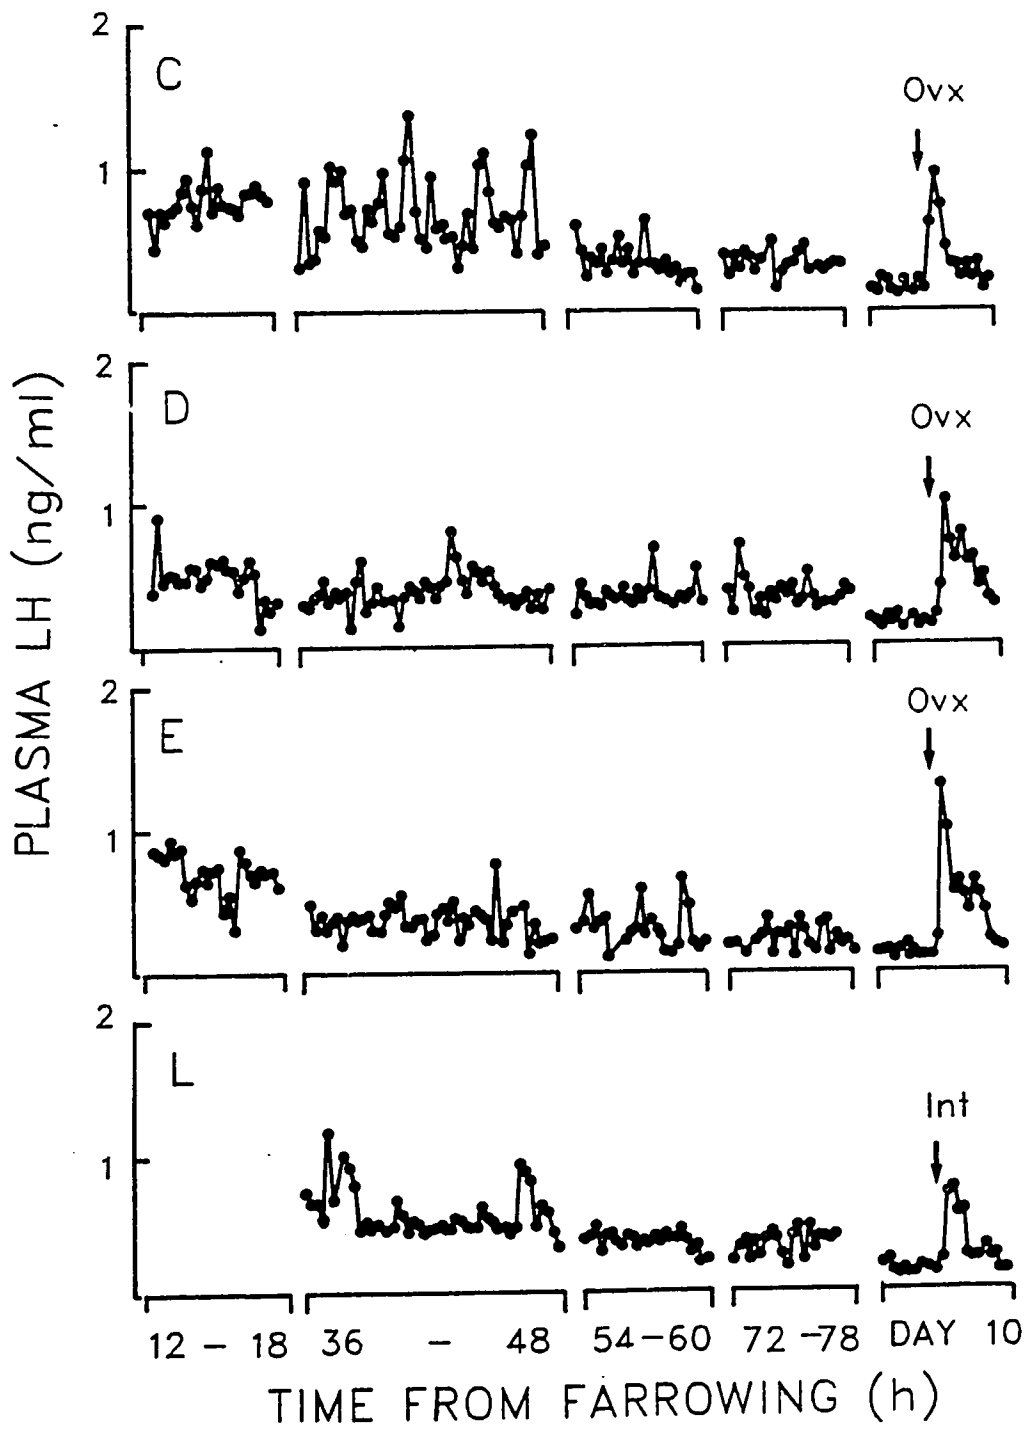 2
C
Ovx
1
2
D
Ovx
1
PLASMA LH (ng/ml)
2
E
Ovx
1
2
L
Int
1
12 – 18 36 – 48 54–60 72–78 DAY 10
TIME FROM FARROWING (h)